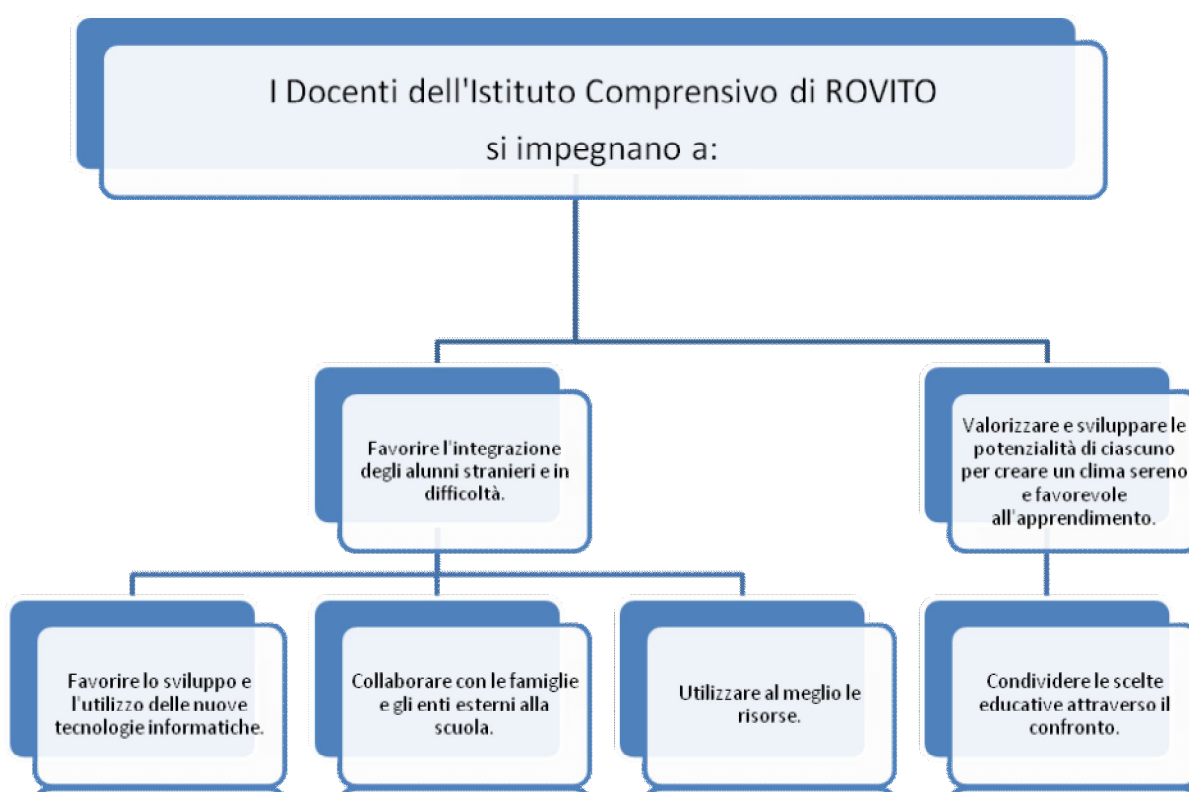 I Docenti dell'Istituto Comprensivo di ROVITO
si impegnano a:
Favorire l'integrazione
degli alunni stranieri e in
difficoltà.
Valorizzare e sviluppare le
potenzialità di ciascuno
per creare un clima sereno
e favorevole
all'apprendimento.
Favorire lo sviluppo e
l'utilizzo delle nuove
tecnologie informatiche.
Collaborare con le famiglie
e gli enti esterni alla
scuola.
Utilizzare al meglio le
risorse.
Condividere le scelte
educative attraverso il
confronto.